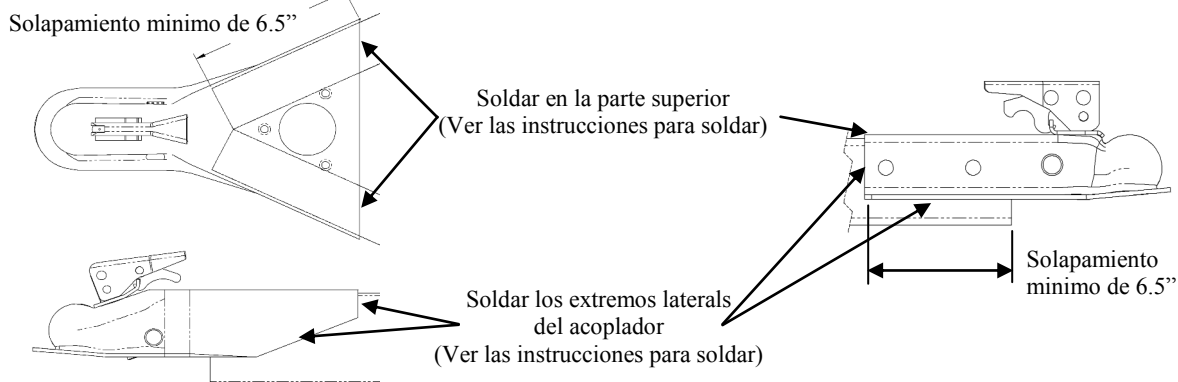 Solapamiento minimo de 6.5”
Soldar en la parte superior
(Ver las instrucciones para soldar)
Solapamiento
minimo de 6.5”
Soldar los extremos laterals
del acoplador
(Ver las instrucciones para soldar)